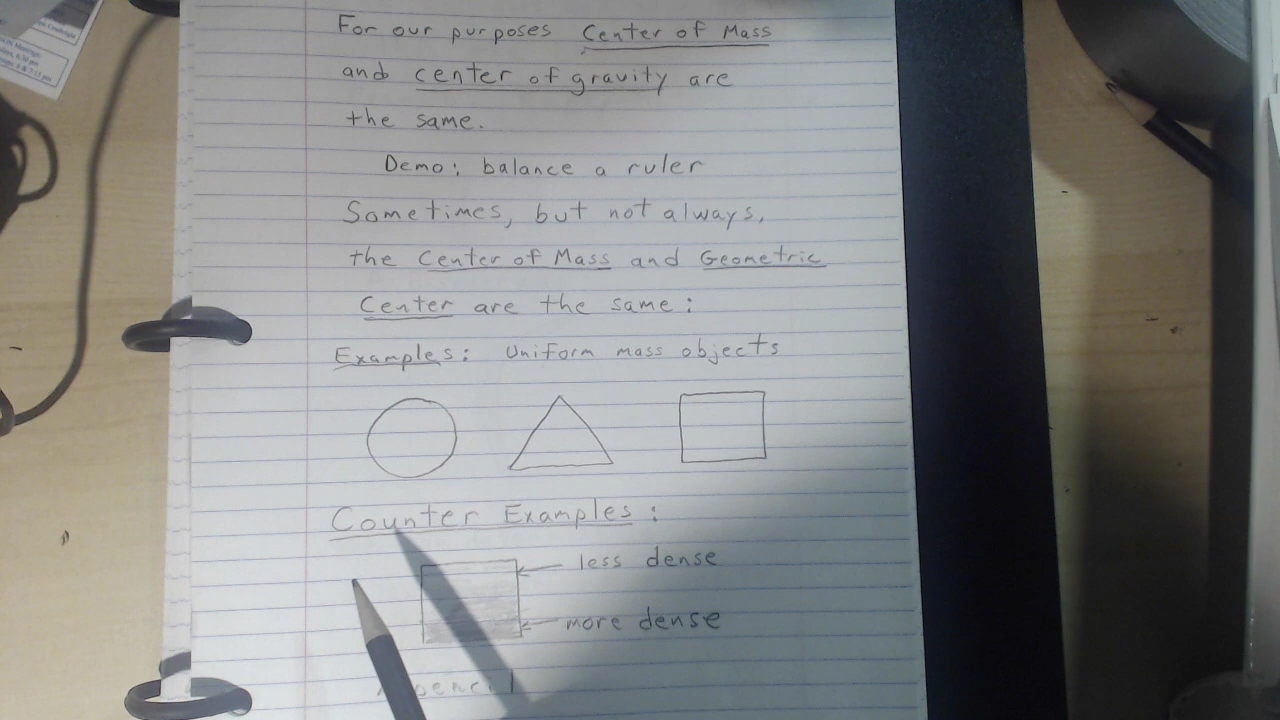 For our purposes Center of Mass
and center of gravity are
the same.
Demo: balance a ruler
Sometimes, but not always,
the Center of Mass and Geometric
Center are the same:
Examples: Uniform mass objects
Counter Examples:
less dense
more dense
pencil